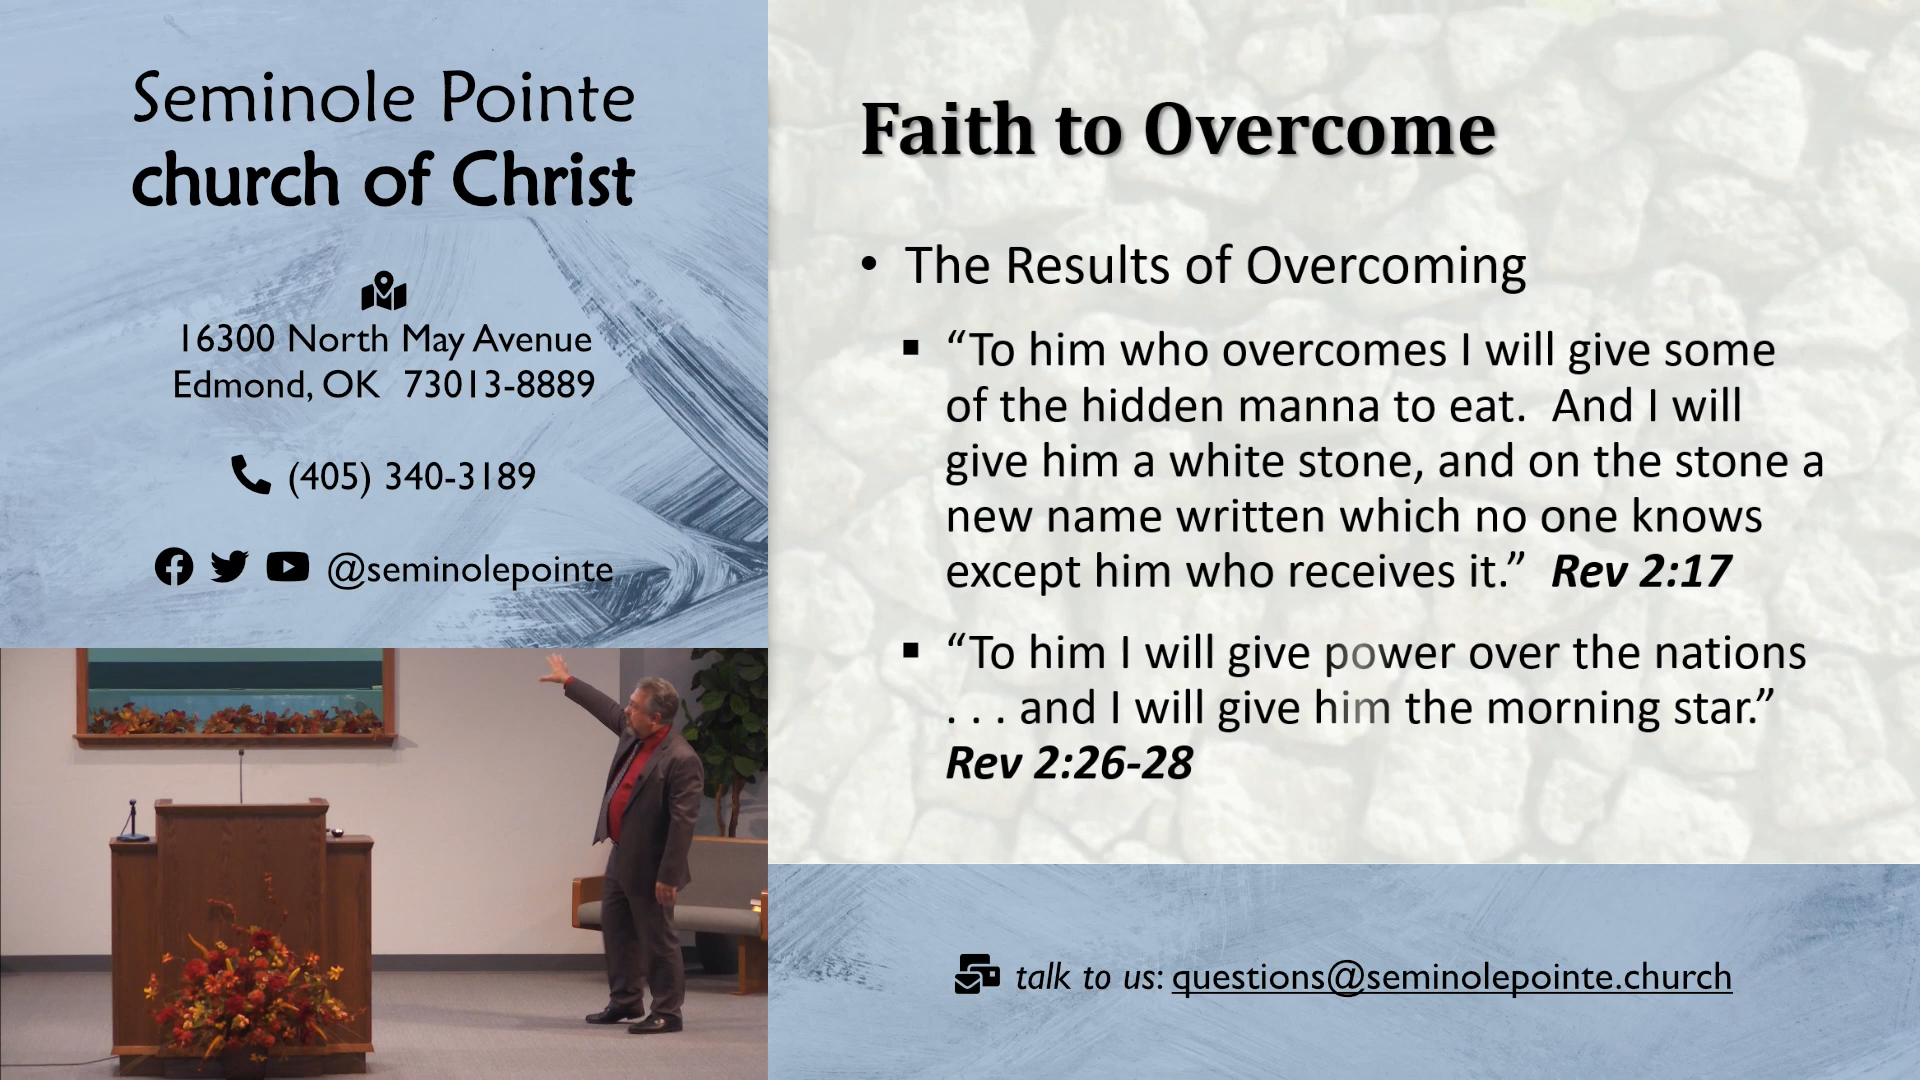 Seminole Pointe
church of Christ
16300 North May Avenue
Edmond, OK 73013-8889
(405) 340-3189
@seminolepointe
Faith to Overcome
• The Results of Overcoming
▪ “To him who overcomes I will give some
of the hidden manna to eat. And I will
give him a white stone, and on the stone a
new name written which no one knows
except him who receives it.” Rev 2:17
▪ “To him I will give power over the nations
. . . and I will give him the morning star.”
Rev 2:26-28
talk to us: questions@seminolepointe.church